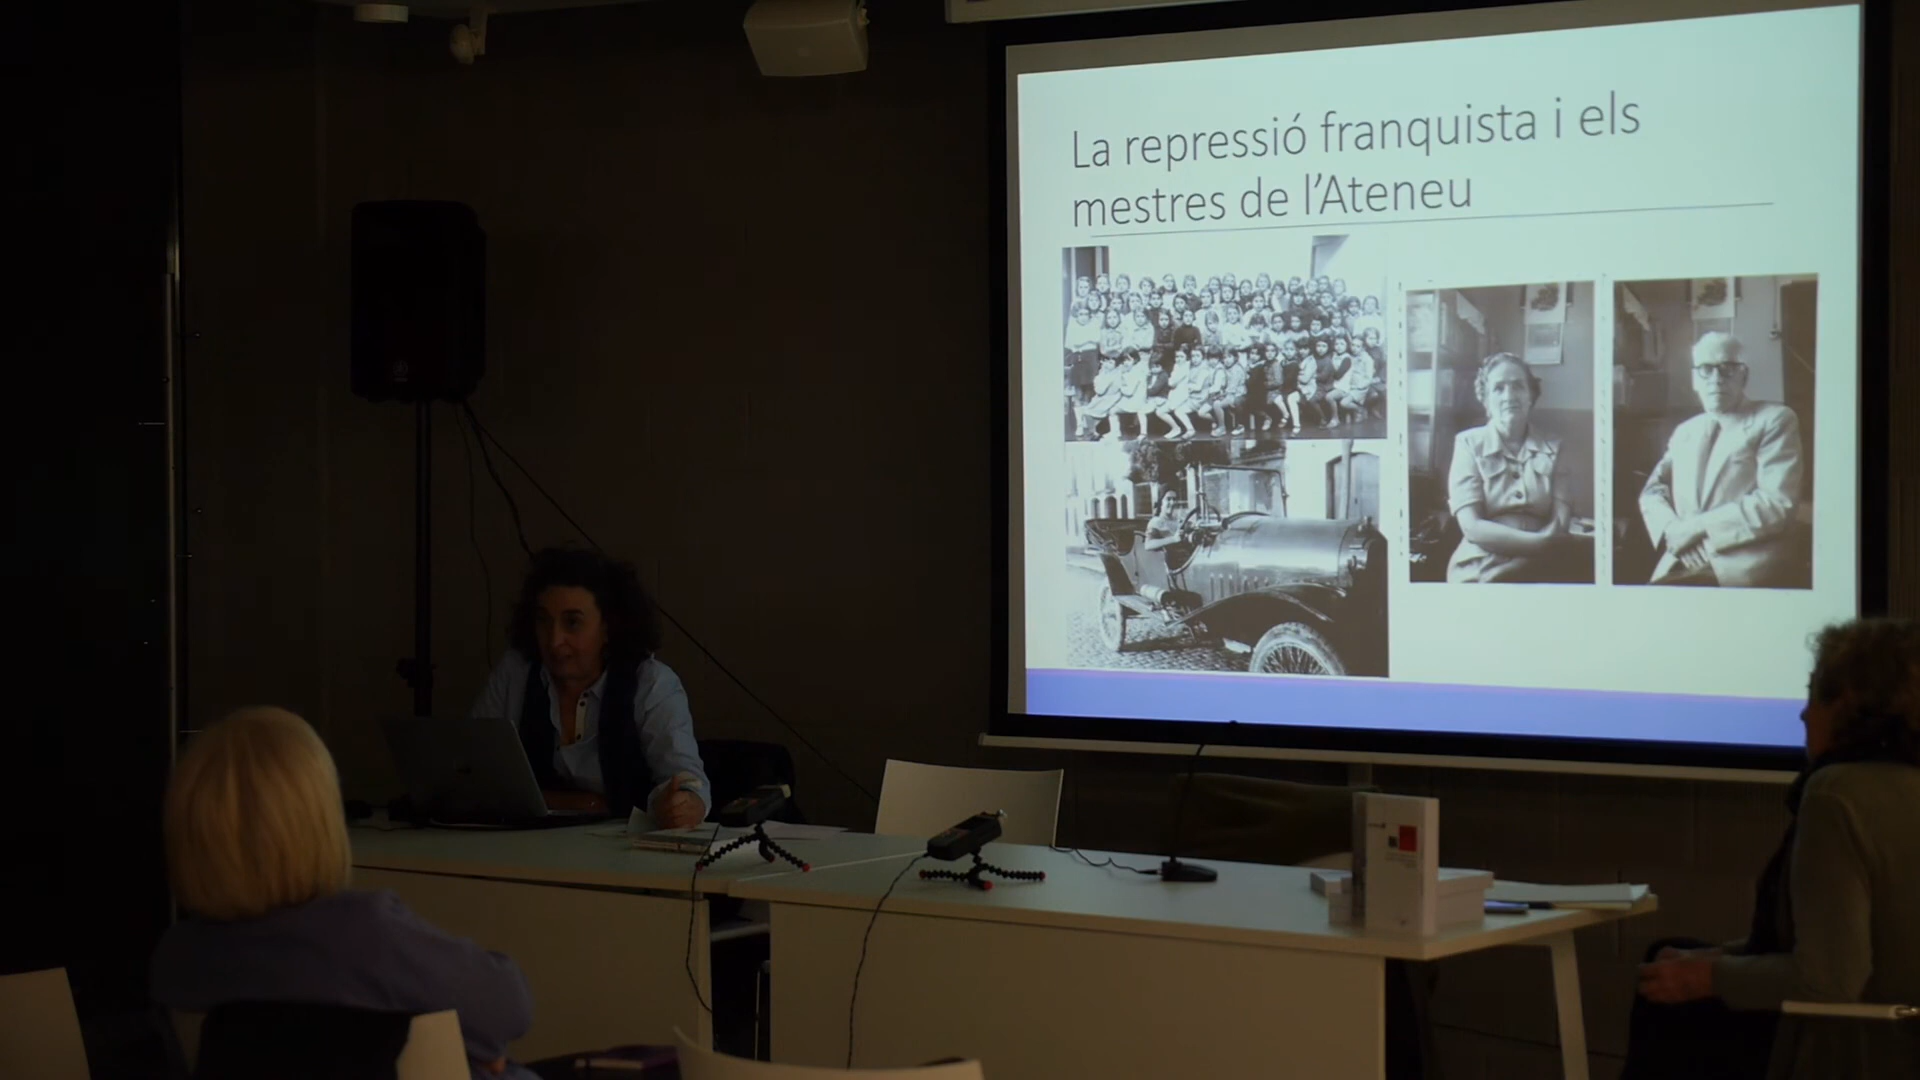 La repressió franquista i els
mestres de l'Ateneu